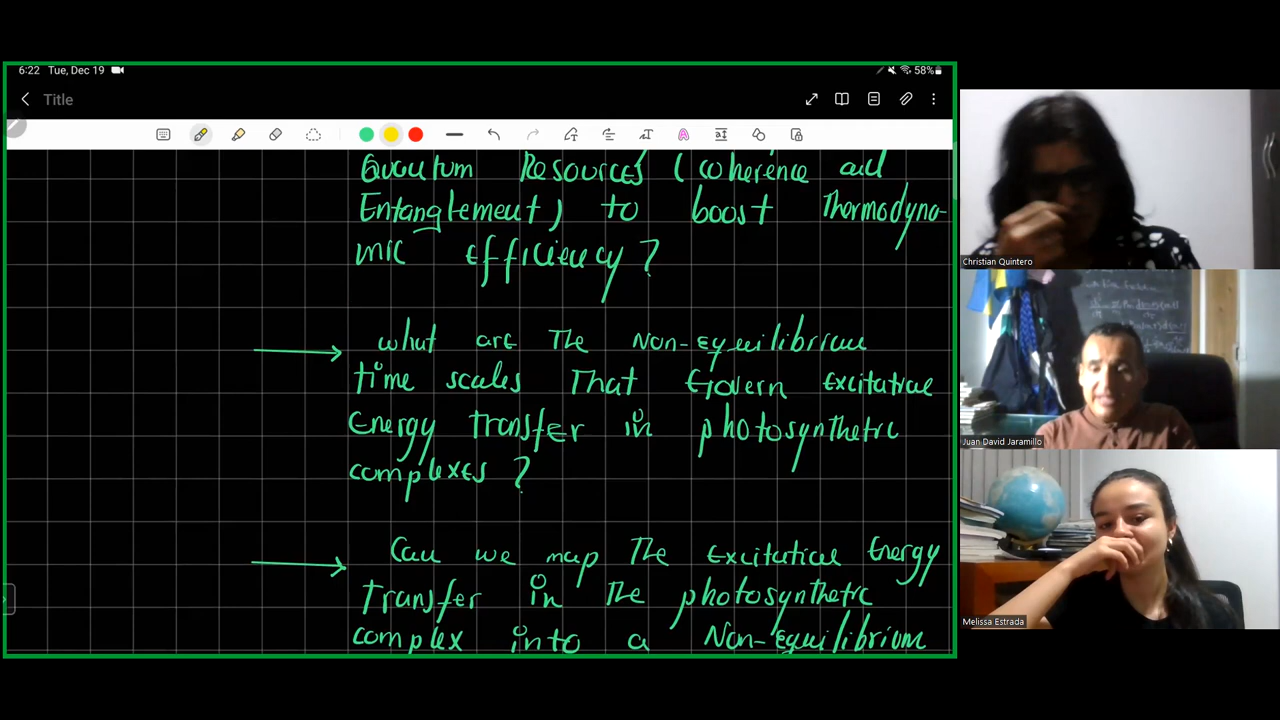 6:22 Tue, Dec 19
58%
Title
Quantum Resources (coherence and
Entanglement) to boost Thermodyna-
mic efficiency?
what are The Non-equilibrium
time scales That Govern Excitation
Energy Transfer in photosynthetic
complexes?
Can we map The Excitation Energy
Transfer in The photosynthetic
complex into a Non-equilibrium
Christian Quintero
Juan David Jaramillo
Melissa Estrada